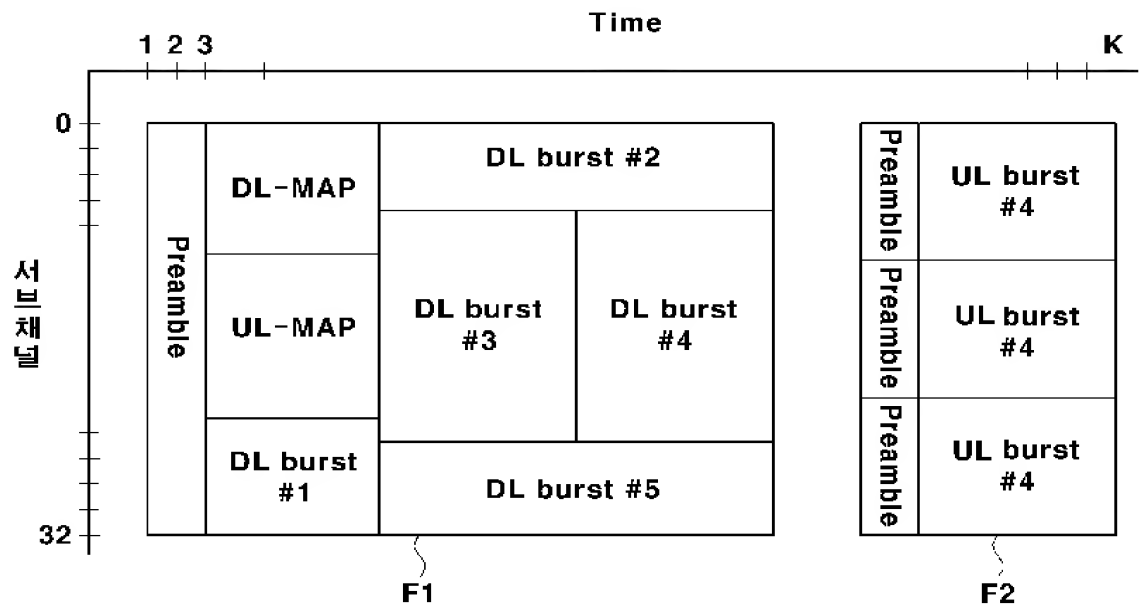 Time
1 2 3 K
0
서브채널
32
Preamble
DL-MAP
UL-MAP
DL burst
#1
DL burst #2
DL burst
#3
DL burst
#4
DL burst #5
F1
Preamble
UL burst
#4
Preamble
UL burst
#4
Preamble
UL burst
#4
F2